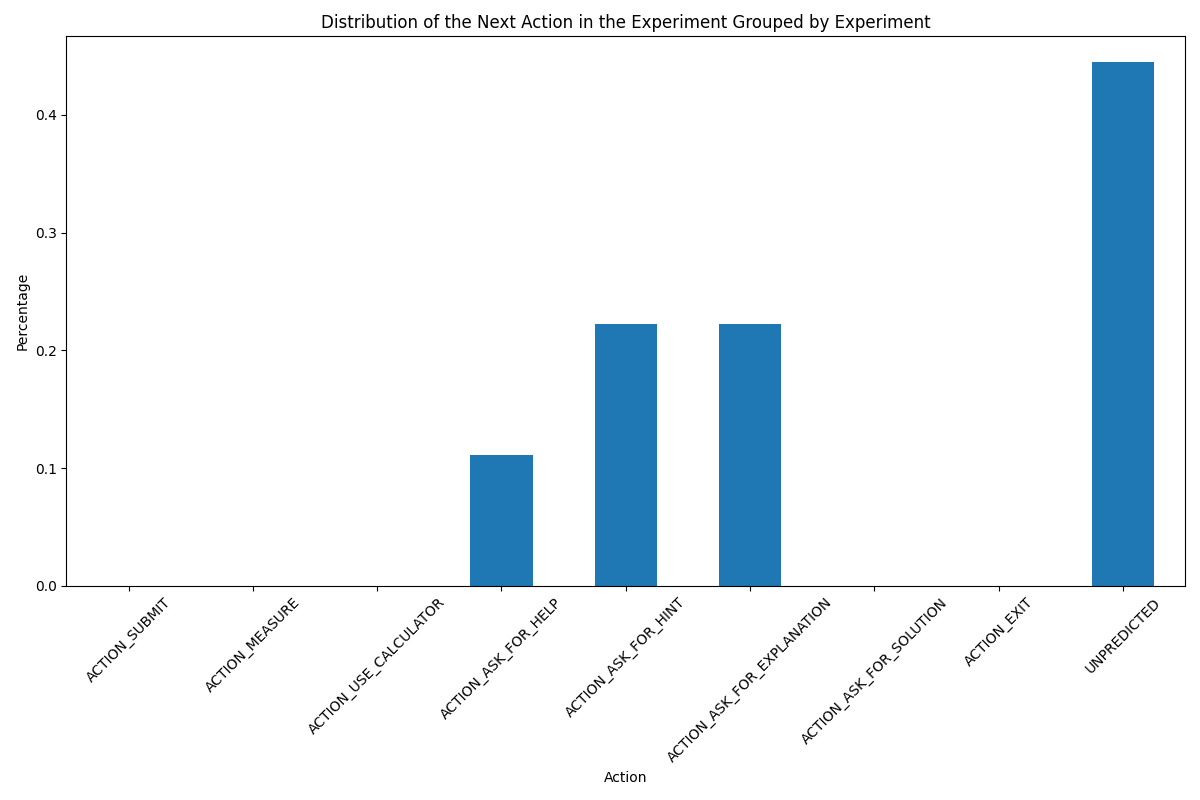 Distribution of the Next Action in the Experiment Grouped by Experiment
Percentage
0.4
0.3
0.2
0.1
0.0
ACTION_SUBMIT
ACTION_MEASURE
ACTION_USE_CALCULATOR
ACTION_ASK_FOR_HELP
ACTION_ASK_FOR_HINT
ACTION_ASK_FOR_EXPLANATION
ACTION_ASK_FOR_SOLUTION
ACTION_EXIT
UNPREDICTED
Action